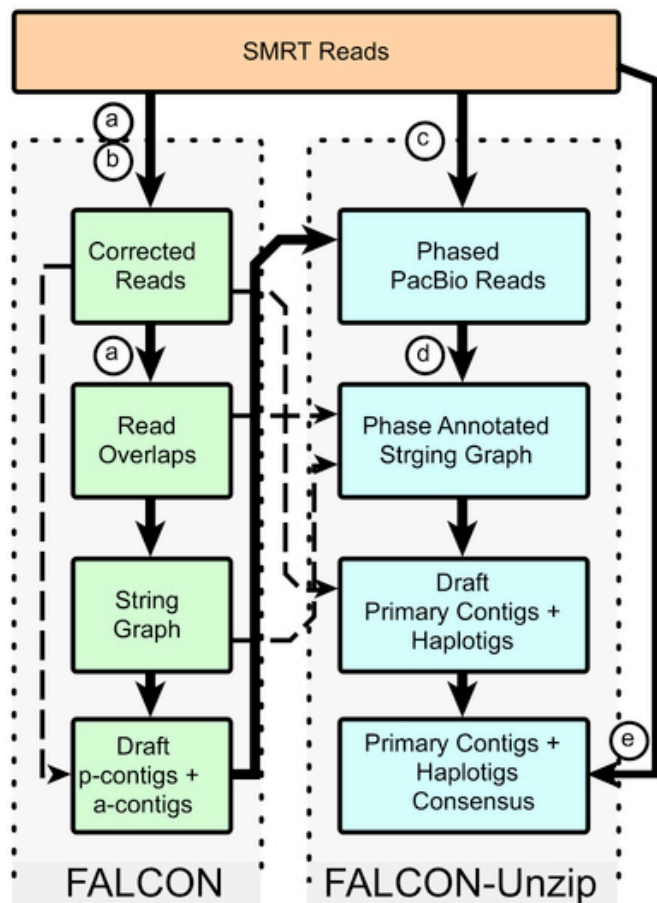 SMRT Reads
a
b
c
Corrected
Reads
Phased
PacBio Reads
a
d
Read
Overlaps
Phase Annotated
Strging Graph
String
Graph
Draft
Primary Contigs +
Haplotigs
Draft
p-contigs +
a-contigs
Primary Contigs +
Haplotigs
Consensus
e
FALCON
FALCON-Unzip